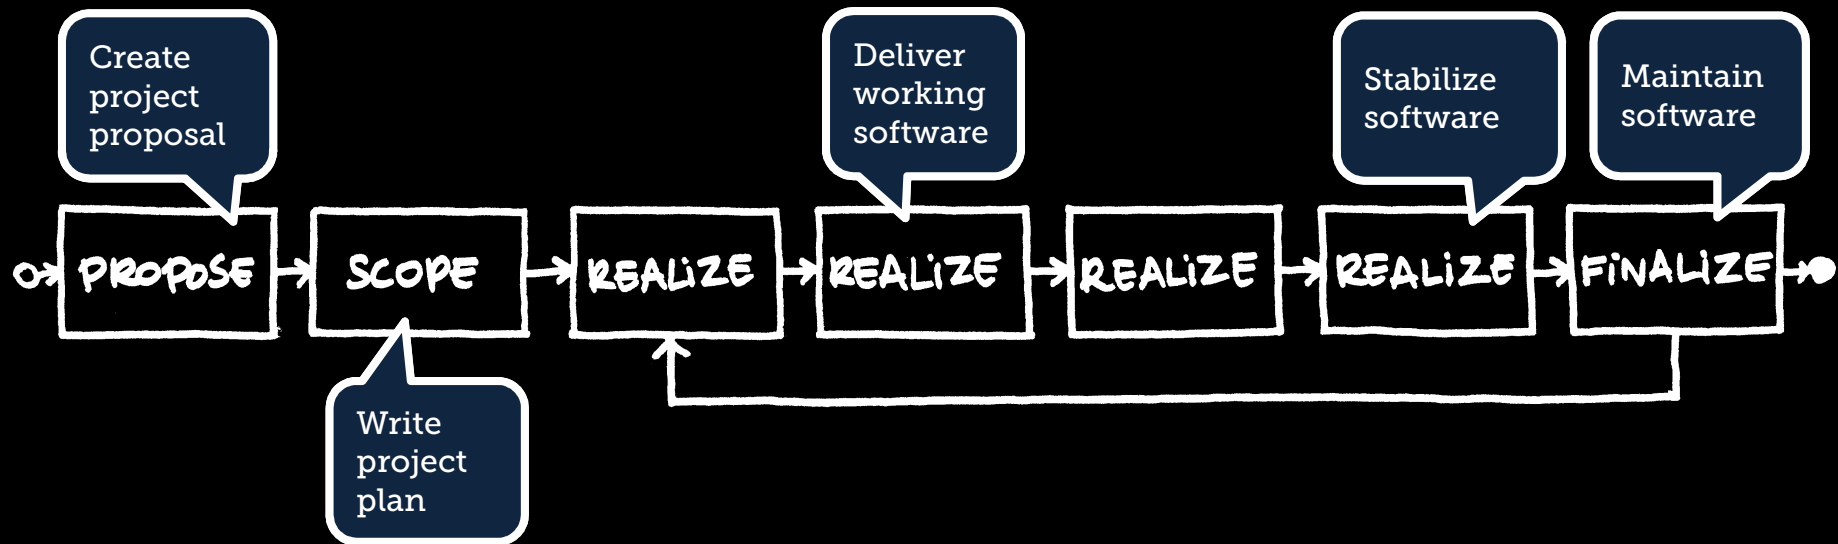 Create
project
proposal
Deliver
working
software
Stabilize
software
Maintain
software
PROPOSE
SCOPE
REALiZE
REALiZE
REALiZE
REALiZE
FiNALiZE
Write
project
plan